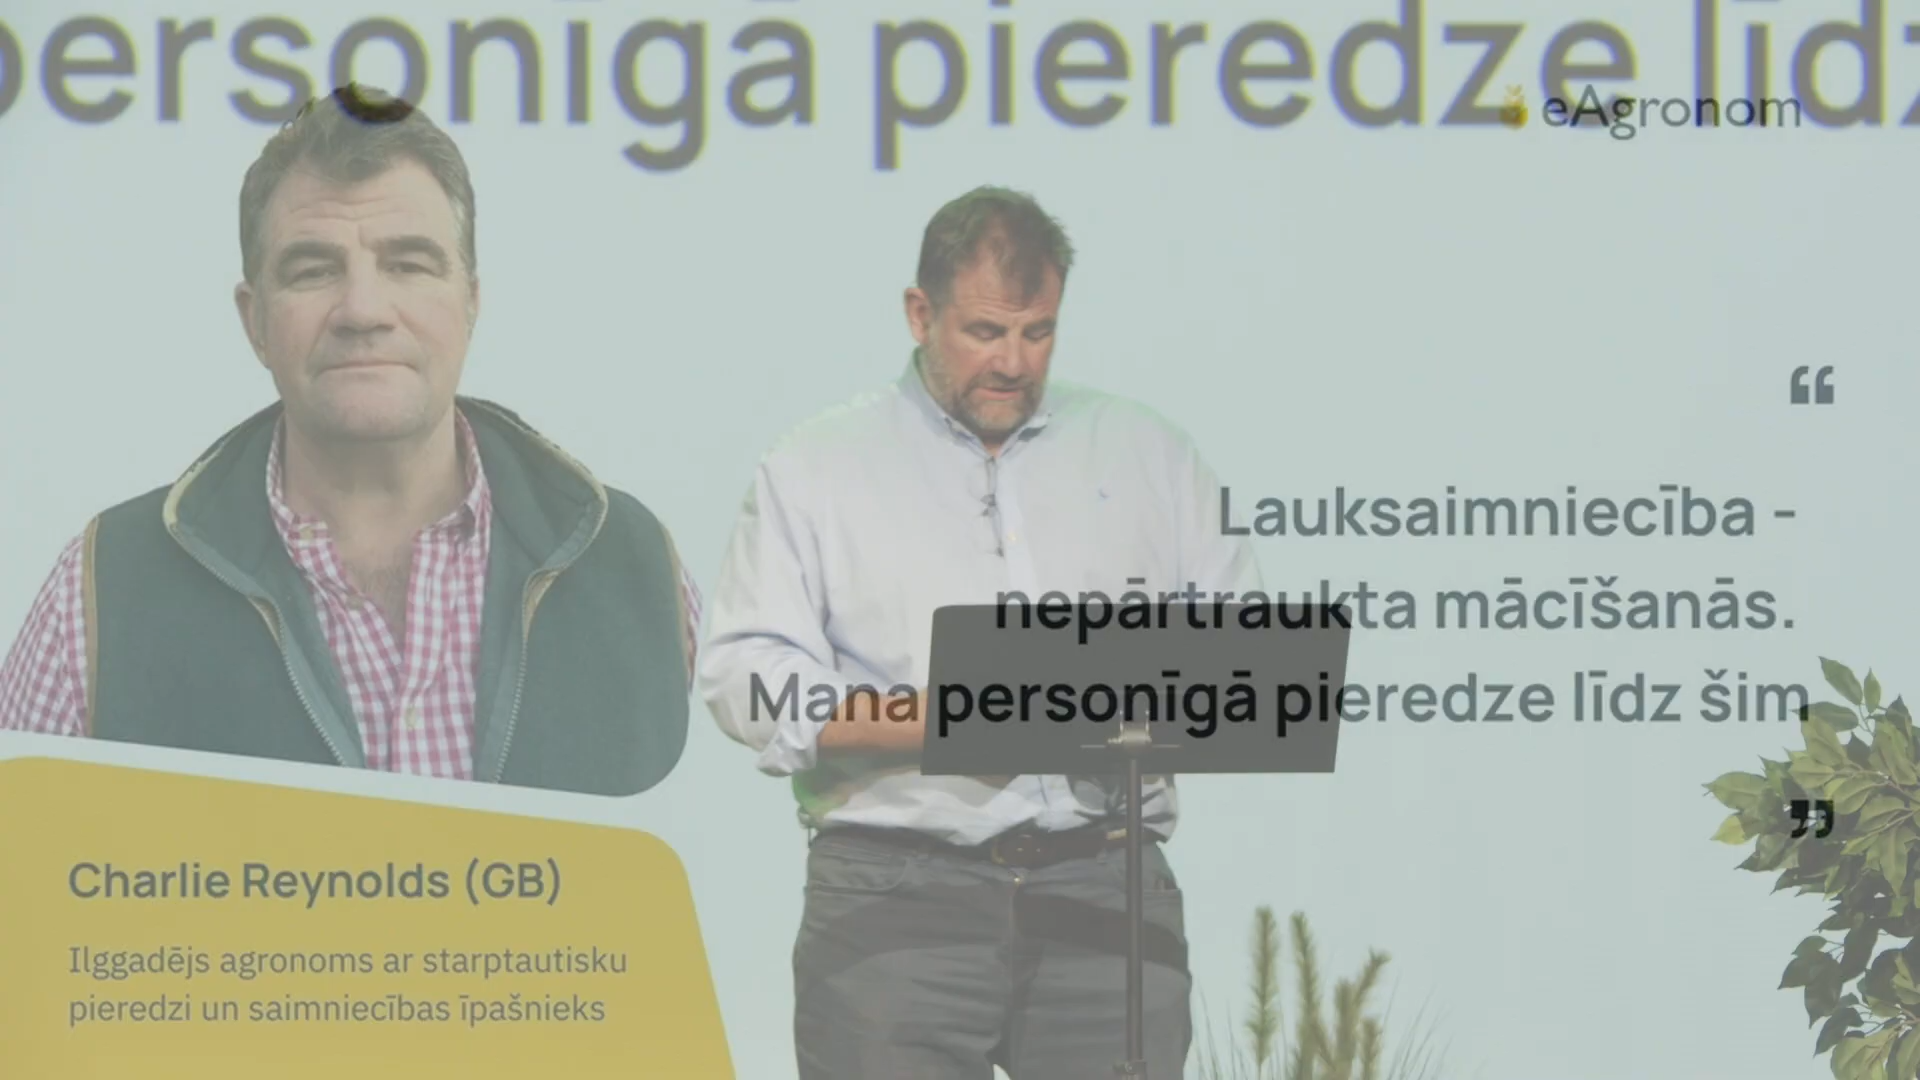 personīgā pieredze līdz
eAgronom
“
Lauksaimniecība -
nepārtraukta mācīšanās.
Mana personīgā pieredze līdz šim
”
Charlie Reynolds (GB)
Ilggadējs agronoms ar starptautisku
pieredzi un saimniecības īpašnieks